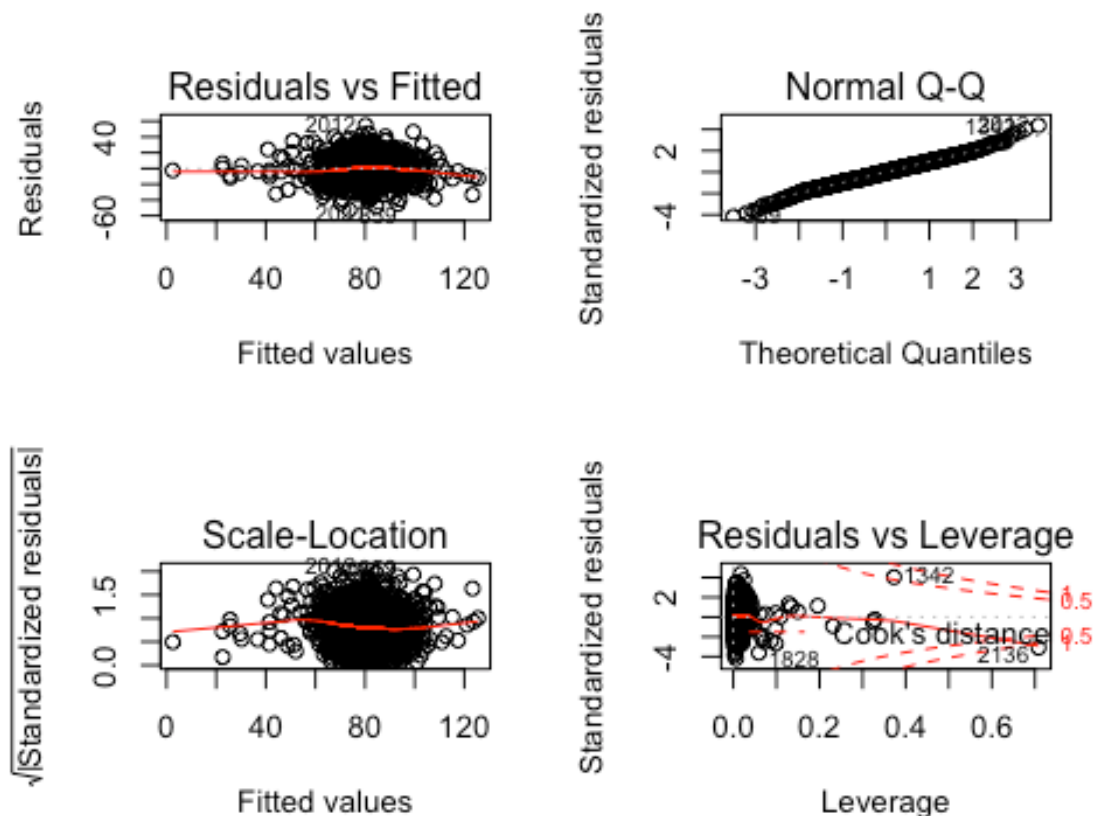 Residuals vs Fitted
Residuals
40
-60
2012
0 40 80 120
Fitted values
Normal Q-Q
Standardized residuals
2
-4
-3 -1 1 2 3
Theoretical Quantiles
Scale-Location
√|Standardized residuals|
1.5
0.0
0 40 80 120
Fitted values
Residuals vs Leverage
Standardized residuals
2
-4
1342
1
0.5
Cook's distance
0.5
1
2136
1828
0.0 0.2 0.4 0.6
Leverage